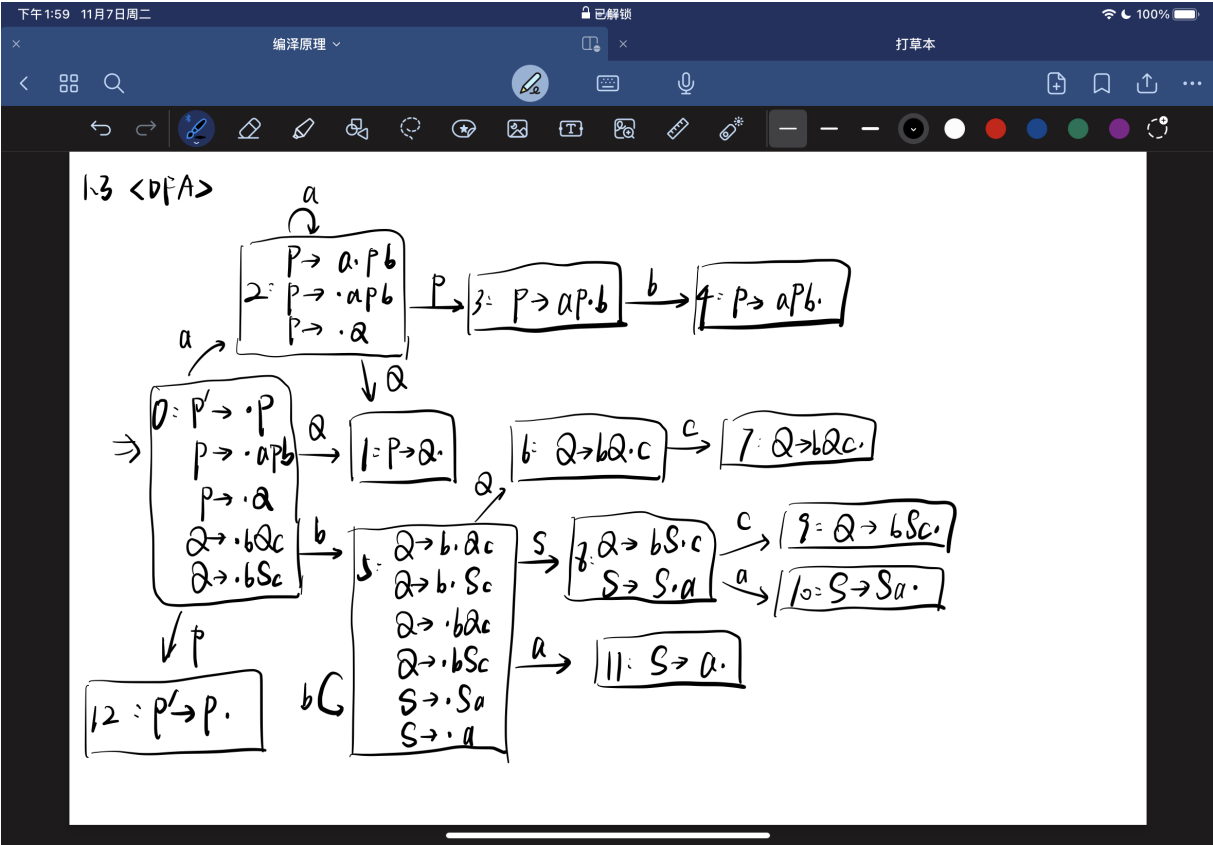 下午1:59 11月7日周二
已解锁
100%
编泽原理
打草本
1.3 <DFA>
a
2: P→ a.pb
P→ .apb
P→ .Q
P
3: P→aP.b
b
4: P→ aPb.
a
Q
0: P'→ .P
P→ .apb
P→ .Q
Q→.bQc
Q→.bSc
Q
1: P→Q.
6: Q→bQ.c
c
7: Q→bQc.
Q
b
5: Q→b.Qc
Q→b.Sc
Q→ .bQc
Q→.bSc
S→.Sa
S→.a
S
8: Q→ bS.c
S→ S.a
c
9: Q→ bSc.
a
10: S→Sa.
a
11: S→ a.
b
P
12: P'→P.